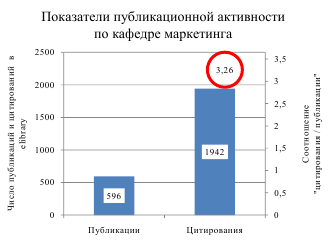 Показатели публикационной активности
по кафедре маркетинга
Число публикаций и цитирований в
elibrary
2500
2000
1500
1000
500
0
596
1942
3,26
3,5
3
2,5
2
1,5
1
0,5
0
Соотношение
"цитирования / публикации"
Публикации
Цитирования